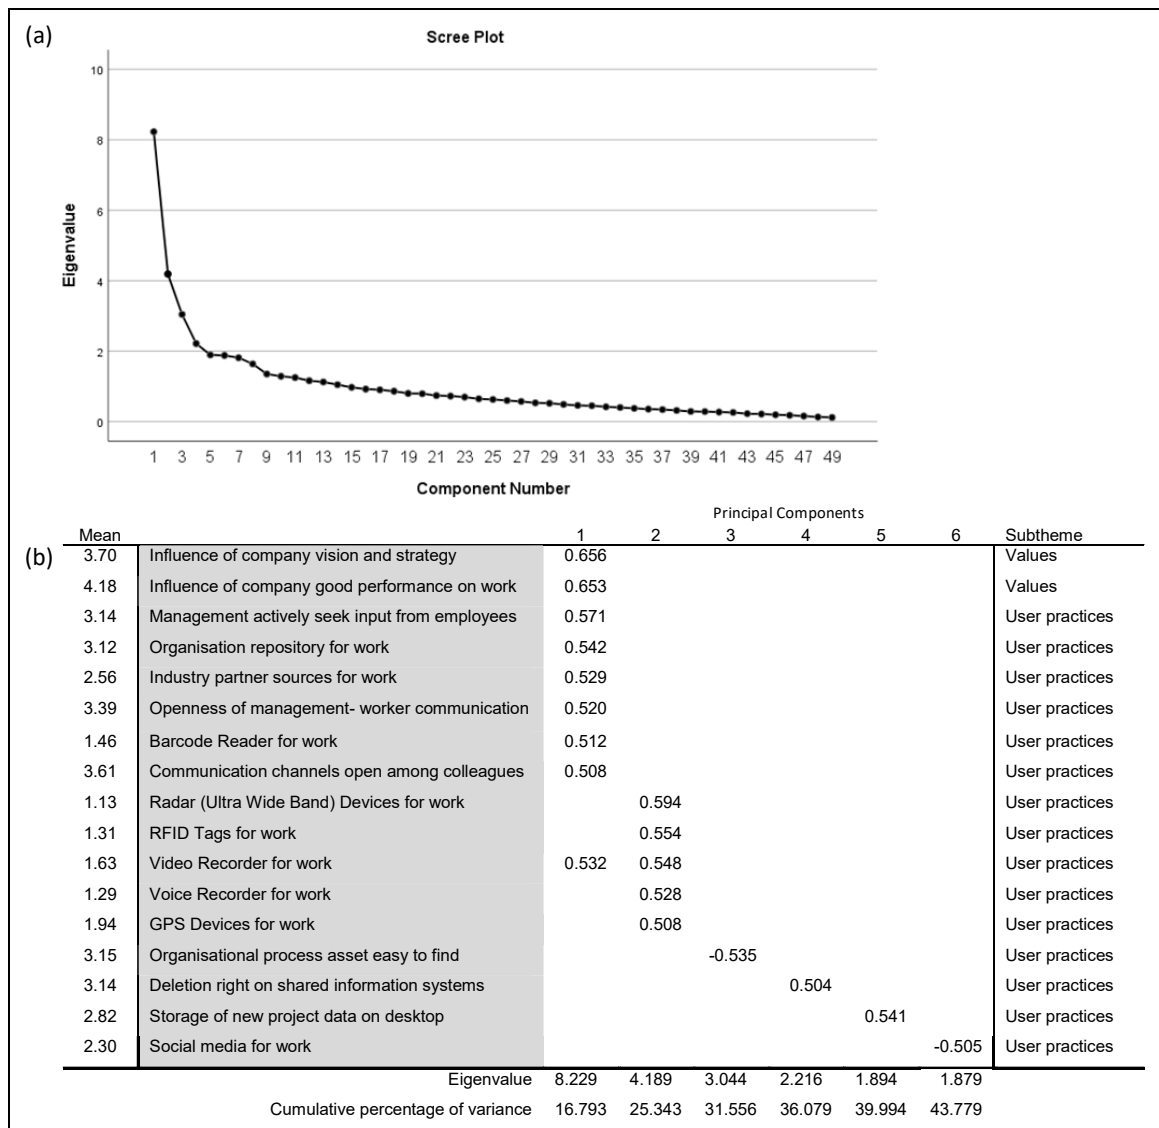 (a)
Scree Plot
10
8
6
4
2
0
Eigenvalue
1 3 5 7 9 11 13 15 17 19 21 23 25 27 29 31 33 35 37 39 41 43 45 47 49
Component Number
Principal Components
Mean 1 2 3 4 5 6 Subtheme
(b) 3.70 Influence of company vision and strategy 0.656 Values
4.18 Influence of company good performance on work 0.653 Values
3.14 Management actively seek input from employees 0.571 User practices
3.12 Organisation repository for work 0.542 User practices
2.56 Industry partner sources for work 0.529 User practices
3.39 Openness of management- worker communication 0.520 User practices
1.46 Barcode Reader for work 0.512 User practices
3.61 Communication channels open among colleagues 0.508 User practices
1.13 Radar (Ultra Wide Band) Devices for work 0.594 User practices
1.31 RFID Tags for work 0.554 User practices
1.63 Video Recorder for work 0.532 0.548 User practices
1.29 Voice Recorder for work 0.528 User practices
1.94 GPS Devices for work 0.508 User practices
3.15 Organisational process asset easy to find -0.535 User practices
3.14 Deletion right on shared information systems 0.504 User practices
2.82 Storage of new project data on desktop 0.541 User practices
2.30 Social media for work -0.505 User practices
Eigenvalue 8.229 4.189 3.044 2.216 1.894 1.879
Cumulative percentage of variance 16.793 25.343 31.556 36.079 39.994 43.779